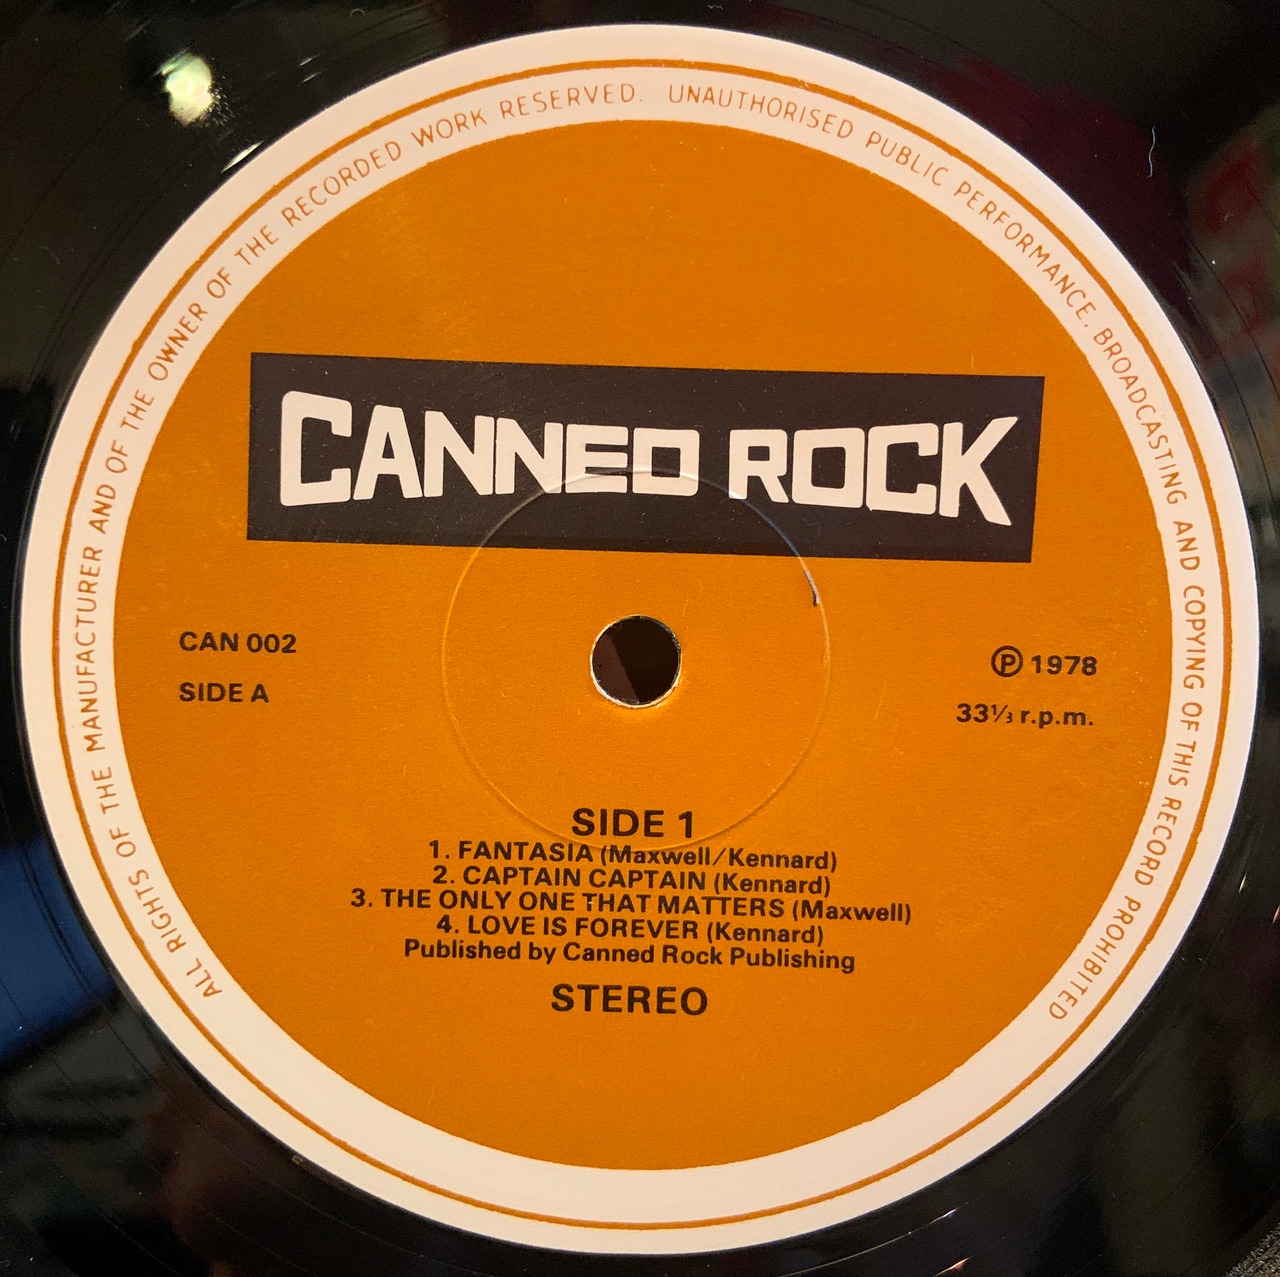 ALL RIGHTS OF THE MANUFACTURER AND OF THE OWNER OF THE RECORDED WORK RESERVED. UNAUTHORISED PUBLIC PERFORMANCE, BROADCASTING AND COPYING OF THIS RECORD PROHIBITED
CANNED ROCK
CAN 002
SIDE A
℗ 1978
33⅓ r.p.m.
SIDE 1
1. FANTASIA (Maxwell/Kennard)
2. CAPTAIN CAPTAIN (Kennard)
3. THE ONLY ONE THAT MATTERS (Maxwell)
4. LOVE IS FOREVER (Kennard)
Published by Canned Rock Publishing
STEREO